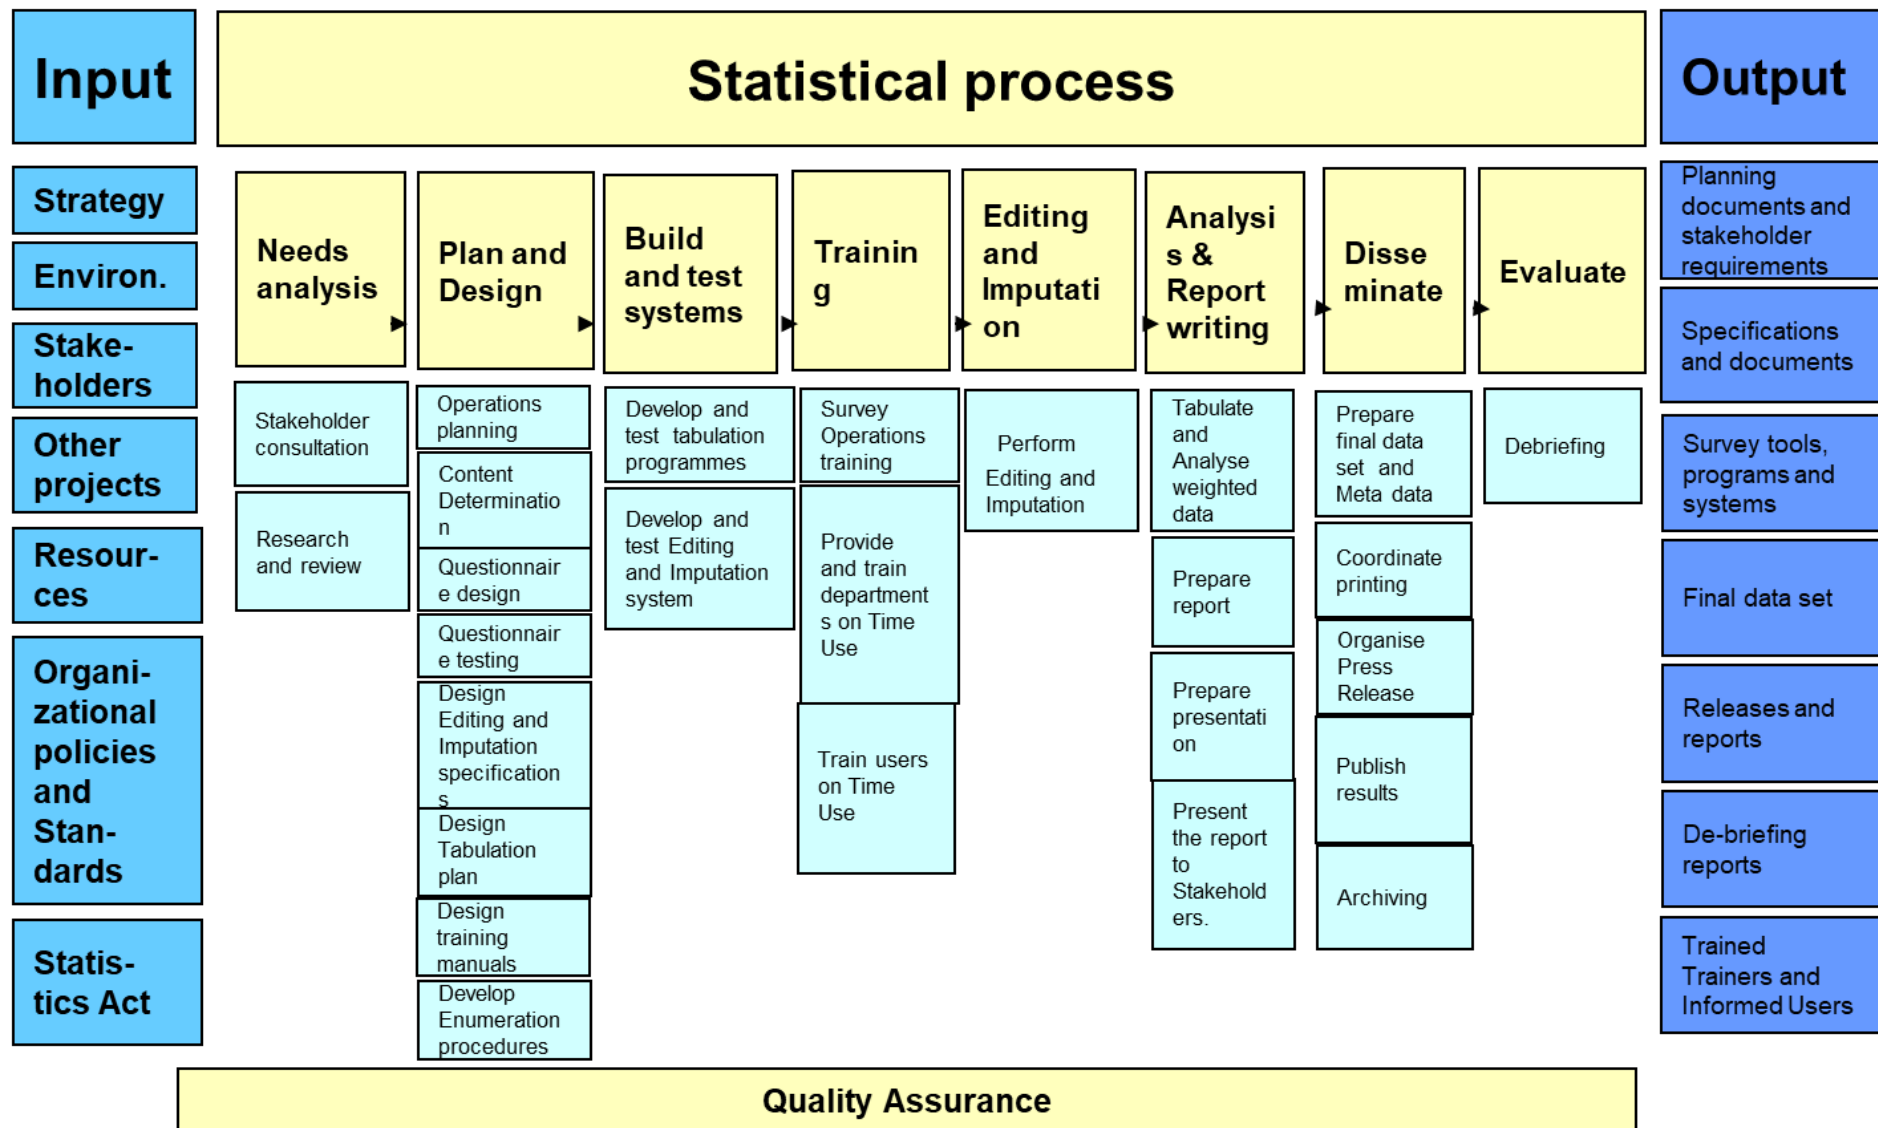 Input
Statistical process
Output
Strategy
Environ.
Stake-
holders
Other
projects
Resour-
ces
Organi-
zational
policies
and
Stan-
dards
Statis-
tics Act
Needs
analysis
Stakeholder
consultation
Research
and review
Plan and
Design
Operations
planning
Content
Determinatio
n
Questionnair
e design
Questionnair
e testing
Design
Editing and
Imputation
specification
s
Design
Tabulation
plan
Design
training
manuals
Develop
Enumeration
procedures
Build
and test
systems
Develop and
test tabulation
programmes
Develop and
test Editing
and Imputation
system
Trainin
g
Survey
Operations
training
Provide
and train
department
s on Time
Use
Train users
on Time
Use
Editing
and
Imputati
on
Perform
Editing and
Imputation
Analysi
s &
Report
writing
Tabulate
and
Analyse
weighted
data
Prepare
report
Prepare
presentati
on
Present
the report
to
Stakehold
ers.
Disse
minate
Prepare
final data
set and
Meta data
Coordinate
printing
Organise
Press
Release
Publish
results
Archiving
Evaluate
Debriefing
Planning
documents and
stakeholder
requirements
Specifications
and documents
Survey tools,
programs and
systems
Final data set
Releases and
reports
De-briefing
reports
Trained
Trainers and
Informed Users
Quality Assurance